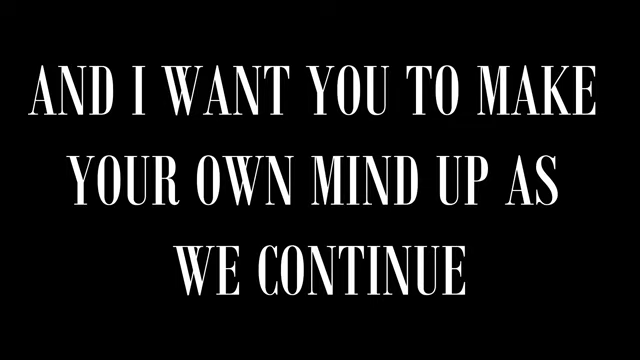 AND I WANT YOU TO MAKE
YOUR OWN MIND UP AS
WE CONTINUE